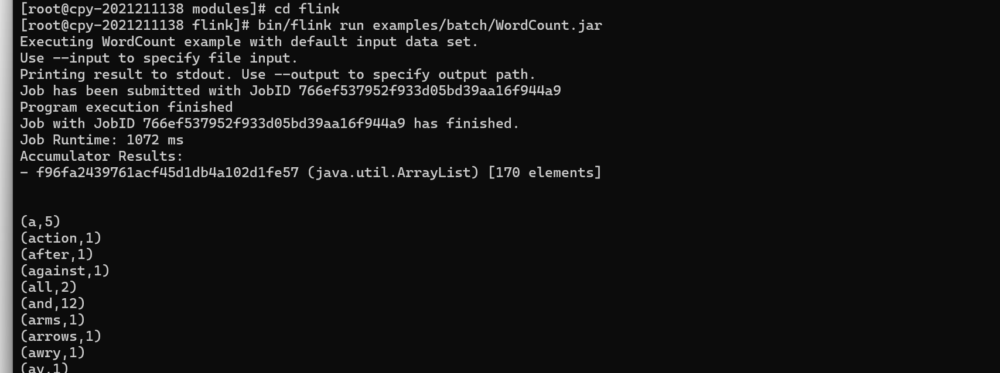 [root@cpy-2021211138 modules]# cd flink
[root@cpy-2021211138 flink]# bin/flink run examples/batch/WordCount.jar
Executing WordCount example with default input data set.
Use --input to specify file input.
Printing result to stdout. Use --output to specify output path.
Job has been submitted with JobID 766ef537952f933d05bd39aa16f944a9
Program execution finished
Job with JobID 766ef537952f933d05bd39aa16f944a9 has finished.
Job Runtime: 1072 ms
Accumulator Results:
- f96fa2439761acf45d1db4a102d1fe57 (java.util.ArrayList) [170 elements]
(a,5)
(action,1)
(after,1)
(against,1)
(all,2)
(and,12)
(arms,1)
(arrows,1)
(awry,1)
(ay,1)